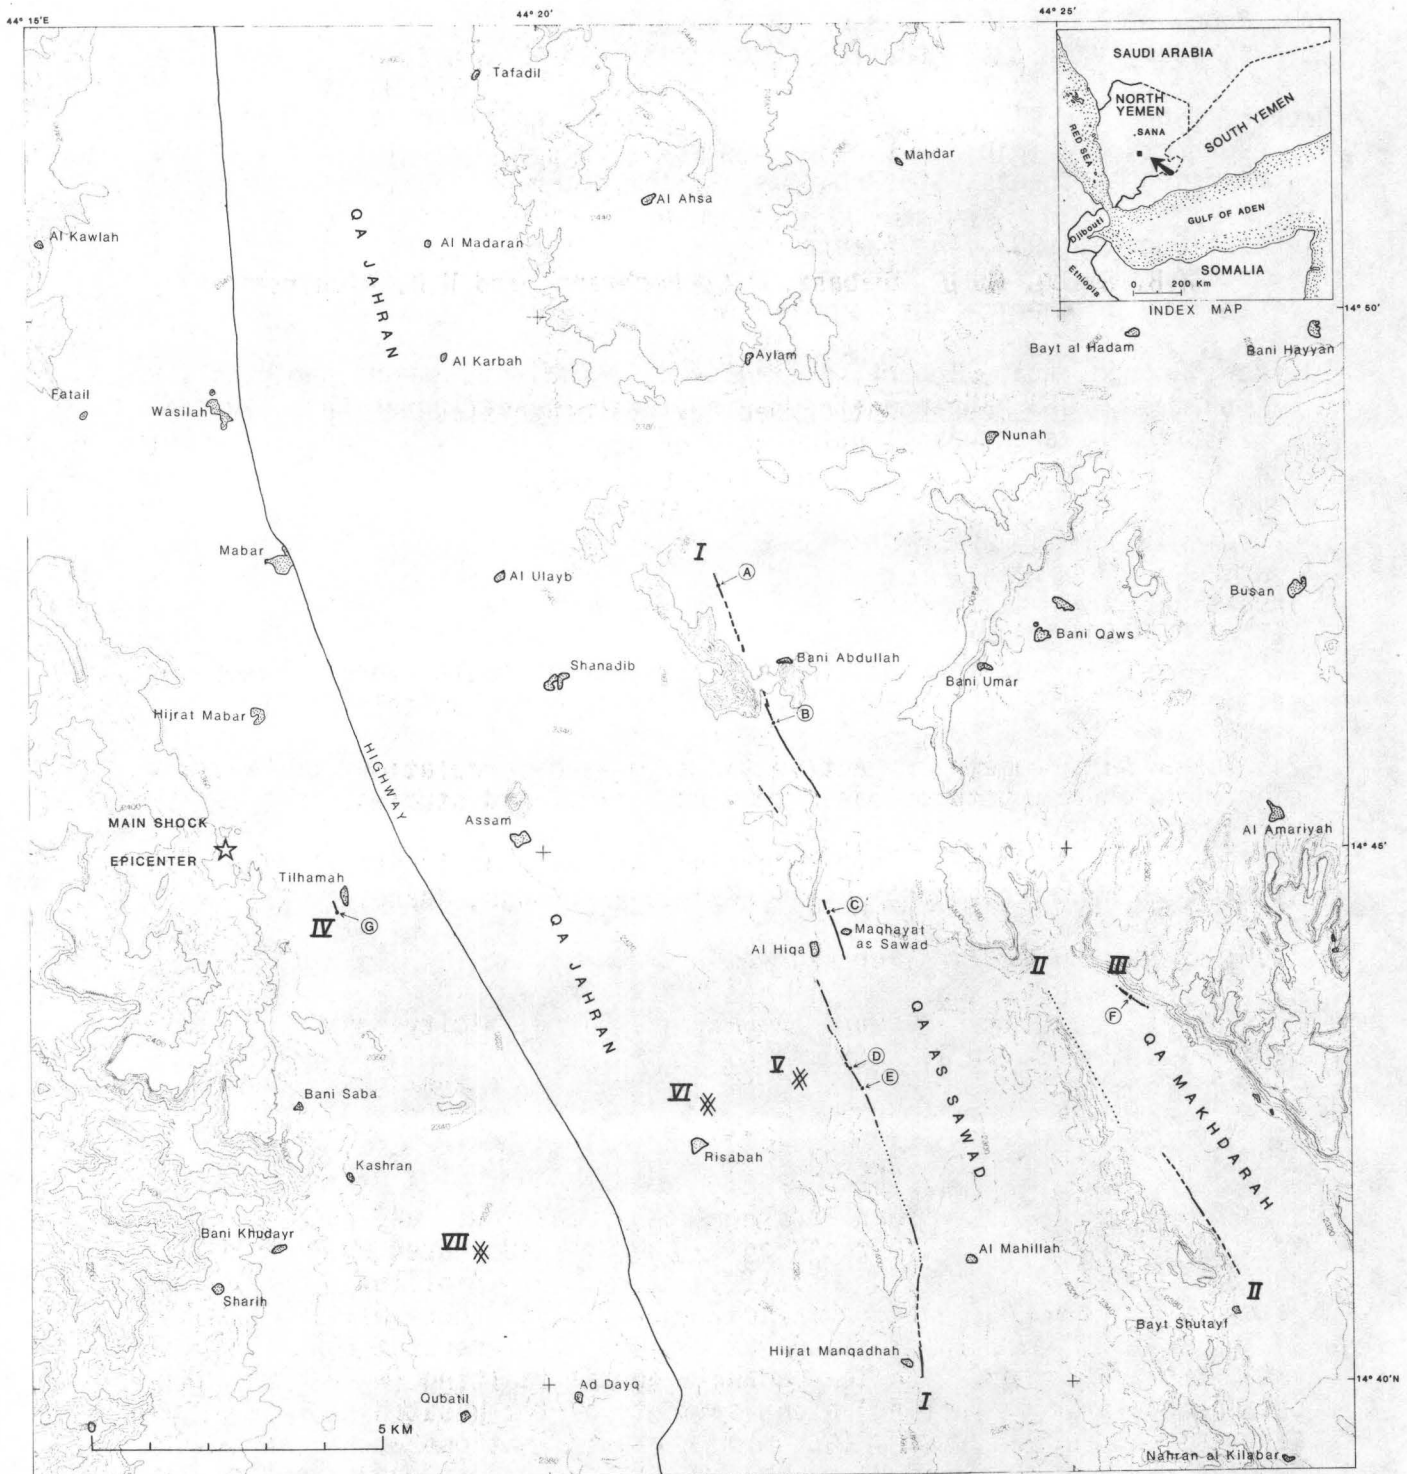 44° 15'E
44° 20'
44° 25'
SAUDI ARABIA
NORTH
YEMEN
SANA
RED SEA
SOUTH YEMEN
GULF OF ADEN
Djibouti
Ethiopia
SOMALIA
0 200 Km
INDEX MAP
Tafadil
Mahdar
Al Ahsa
Al Kawlah
Al Madaran
QA JAHRAN
14° 50'
Bayt al Hadam
Bani Hayyan
Al Karbah
Aylam
Fatail
Wasilah
Nunah
Mabar
I
A
Al Ulayb
Busan
Bani Qaws
Bani Abdullah
Shanadib
Bani Umar
Hijrat Mabar
B
HIGHWAY
MAIN SHOCK
EPICENTER
Assam
Al Amariyah
14° 45'
Tilhamah
IV
G
C
Maqhayat
as Sawad
Al Hiqa
QA JAHRAN
II
III
F
QA AS SAWAD
QA MAKHDARAH
D
V
E
VI
Bani Saba
Risabah
Kashran
Bani Khudayr
VII
Al Mahillah
Sharih
II
Bayt Shutayf
Hijrat Manqadhah
14° 40'N
Ad Dayq
Qubatil
I
0
5 KM
Nahran al Kilabar